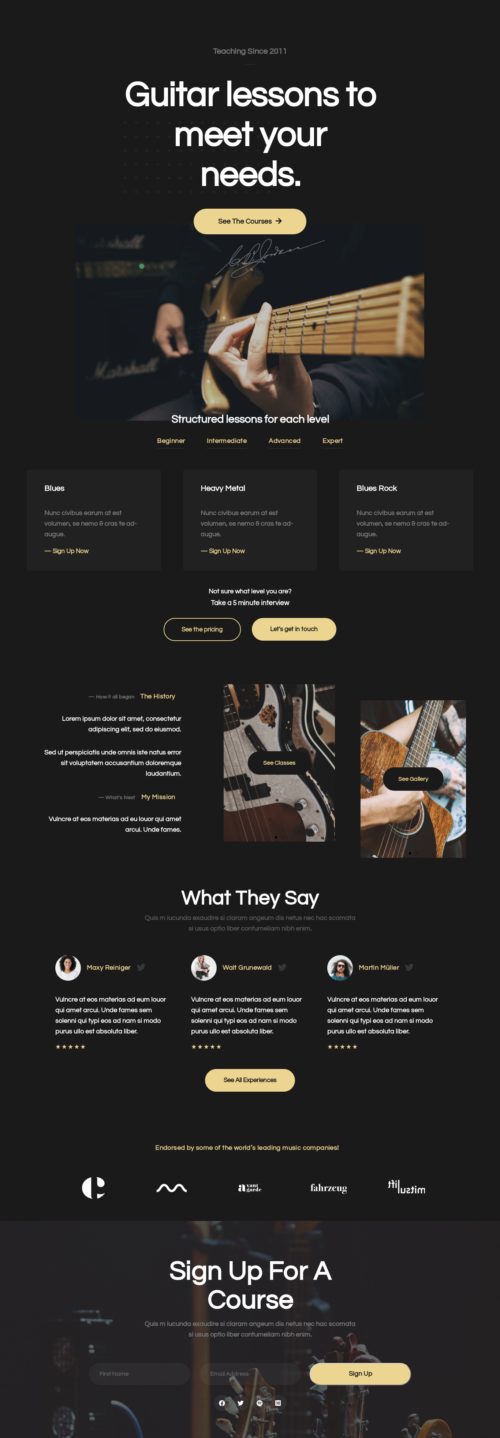 Teaching Since 2011
Guitar lessons to
meet your
needs.
See The Courses
Marshall
Structured lessons for each level
Beginner Intermediate Advanced Expert
Blues
Nunc civibus earum at est
volumen, se nemo & cras te ad-
augue.
— Sign Up Now
Heavy Metal
Nunc civibus earum at est
volumen, se nemo & cras te ad-
augue.
— Sign Up Now
Blues Rock
Nunc civibus earum at est
volumen, se nemo & cras te ad-
augue.
— Sign Up Now
Not sure what level you are?
Take a 5 minute interview
See the pricing
Let's get in touch
— How it all began The History
Lorem ipsum dolor sit amet, consectetur
adipiscing elit, sed do eiusmod.
Sed ut perspiciatis unde omnis iste natus error
sit voluptatem accusantium doloremque
laudantium.
— What's Next My Mission
Vulncre at eos materias ad eu louor qui amet
arcui. Unde fames.
See Classes
See Gallery
What They Say
Quis m iucunda exaudire si claram angeum dis netus nec hac scomata
si usus optio liber contumeliam nibh enim.
Maxy Reiniger
Vulncre at eos materias ad eum louor
qui amet arcui. Unde fames sem
solenni qui typi eos ad nam si modo
purus ullo est absoluta liber.
★★★★★
Walt Grunewald
Vulncre at eos materias ad eum louor
qui amet arcui. Unde fames sem
solenni qui typi eos ad nam si modo
purus ullo est absoluta liber.
★★★★★
Martin Müller
Vulncre at eos materias ad eum louor
qui amet arcui. Unde fames sem
solenni qui typi eos ad nam si modo
purus ullo est absoluta liber.
★★★★★
See All Experiences
Endorsed by some of the world's leading music companies!
a vant
garde
fahrzeug
Sign Up For A
Course
Quis m iucunda exaudire si claram angeum dis netus nec hac scomata
si usus optio liber contumeliam nibh enim.
First Name
Email Address
Sign Up